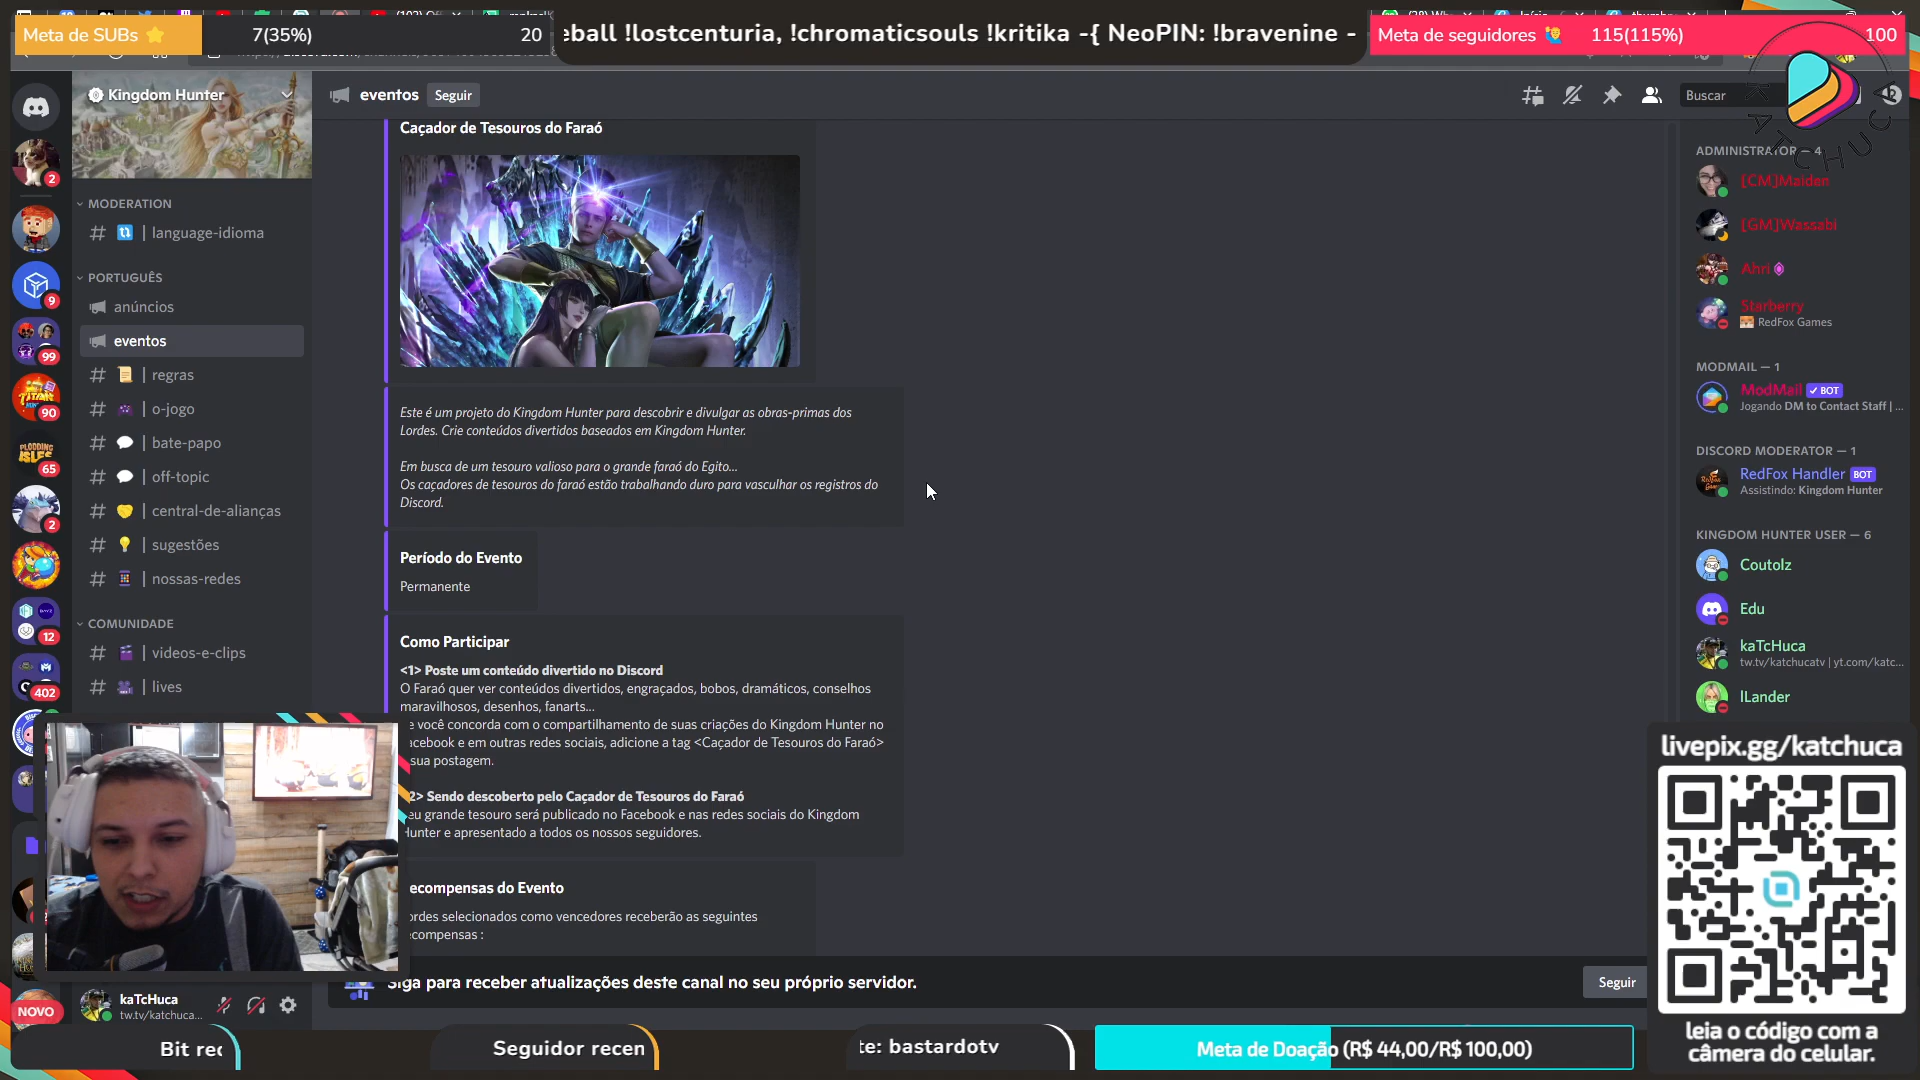 Meta de SUBs
7(35%)
20
eball !lostcenturia, !chromaticsouls !kritika -{ NeoPIN: !bravenine -
Meta de seguidores
115(115%)
100
Kingdom Hunter
eventos
Seguir
Buscar
KATCHUCA
MODERATION
language-idioma
PORTUGUÊS
anúncios
eventos
regras
o-jogo
bate-papo
off-topic
central-de-alianças
sugestões
nossas-redes
COMUNIDADE
videos-e-clips
lives
2
9
99
90
65
2
12
402
NOVO
Caçador de Tesouros do Faraó
Este é um projeto do Kingdom Hunter para descobrir e divulgar as obras-primas dos
Lordes. Crie conteúdos divertidos baseados em Kingdom Hunter.
Em busca de um tesouro valioso para o grande faraó do Egito...
Os caçadores de tesouros do faraó estão trabalhando duro para vasculhar os registros do
Discord.
Período do Evento
Permanente
Como Participar
<1> Poste um conteúdo divertido no Discord
O Faraó quer ver conteúdos divertidos, engraçados, bobos, dramáticos, conselhos
maravilhosos, desenhos, fanarts...
e você concorda com o compartilhamento de suas criações do Kingdom Hunter no
acebook e em outras redes sociais, adicione a tag <Caçador de Tesouros do Faraó>
sua postagem.
2> Sendo descoberto pelo Caçador de Tesouros do Faraó
eu grande tesouro será publicado no Facebook e nas redes sociais do Kingdom
Hunter e apresentado a todos os nossos seguidores.
ecompensas do Evento
ordes selecionados como vencedores receberão as seguintes
ecompensas :
Siga para receber atualizações deste canal no seu próprio servidor.
Seguir
ADMINISTRATOR — 4
[CM]Maiden
[GM]Wassabi
Ahri
Starberry
RedFox Games
MODMAIL — 1
ModMail BOT
Jogando DM to Contact Staff | ...
DISCORD MODERATOR — 1
RedFox Handler BOT
Assistindo: Kingdom Hunter
KINGDOM HUNTER USER — 6
Coutolz
Edu
kaTcHuca
tw.tv/katchucatv | yt.com/katc...
lLander
livepix.gg/katchuca
leia o código com a
câmera do celular.
kaTcHuca
tw.tv/katchuca...
Bit rec
Seguidor recen
te: bastardotv
Meta de Doação (R$ 44,00/R$ 100,00)